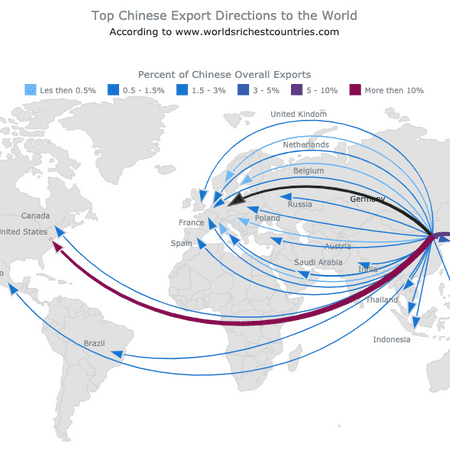 Top Chinese Export Directions to the World
According to www.worldsrichestcountries.com
Percent of Chinese Overall Exports
Les then 0.5%
0.5 - 1.5%
1.5 - 3%
3 - 5%
5 - 10%
More then 10%
United Kindom
Netherlands
Belgium
Germany
Russia
Canada
France
Poland
United States
Spain
Austria
Saudi Arabia
India
o
Thailand
Indonesia
Brazil